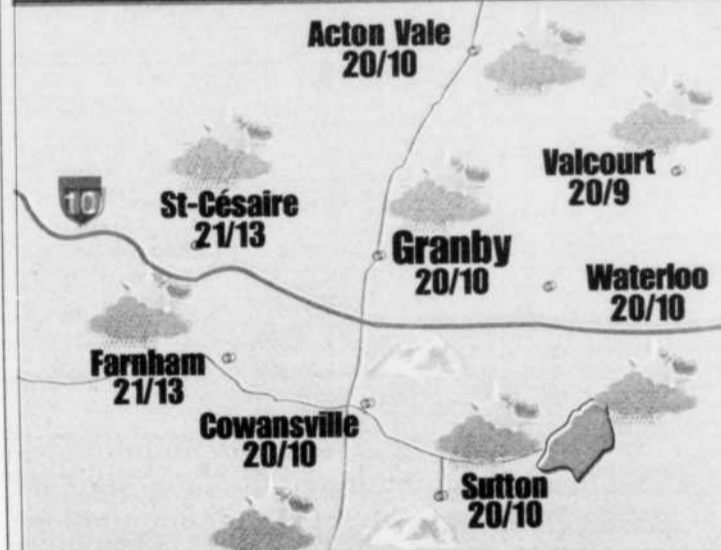 Acton Vale
20/10
Valcourt
20/9
10
St-Césaire
21/13
Granby
20/10
Waterloo
20/10
Farnham
21/13
Cowansville
20/10
Sutton
20/10